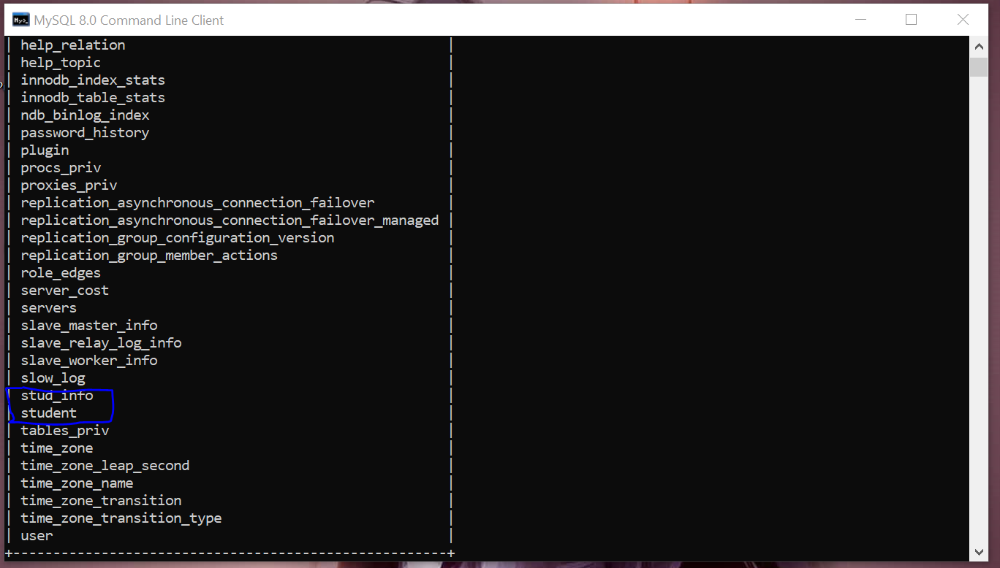 MySQL 8.0 Command Line Client
| help_relation |
| help_topic |
| innodb_index_stats |
| innodb_table_stats |
| ndb_binlog_index |
| password_history |
| plugin |
| procs_priv |
| proxies_priv |
| replication_asynchronous_connection_failover |
| replication_asynchronous_connection_failover_managed |
| replication_group_configuration_version |
| replication_group_member_actions |
| role_edges |
| server_cost |
| servers |
| slave_master_info |
| slave_relay_log_info |
| slave_worker_info |
| slow_log |
| stud_info |
| student |
| tables_priv |
| time_zone |
| time_zone_leap_second |
| time_zone_name |
| time_zone_transition |
| time_zone_transition_type |
| user |
+------------------------------------------------------+